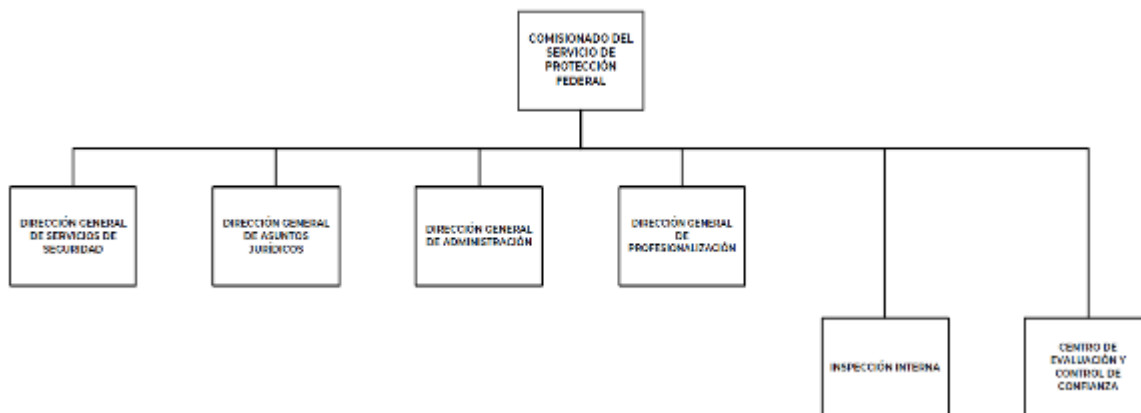 COMISIONADO DEL
SERVICIO DE
PROTECCIÓN
FEDERAL
DIRECCIÓN GENERAL
DE SERVICIOS DE
SEGURIDAD
DIRECCIÓN GENERAL
DE ASUNTOS
JURÍDICOS
DIRECCIÓN GENERAL
DE ADMINISTRACIÓN
DIRECCIÓN GENERAL
DE
PROFESIONALIZACIÓN
INSPECCIÓN INTERNA
CENTRO DE
EVALUACIÓN Y
CONTROL DE
CONFIANZA